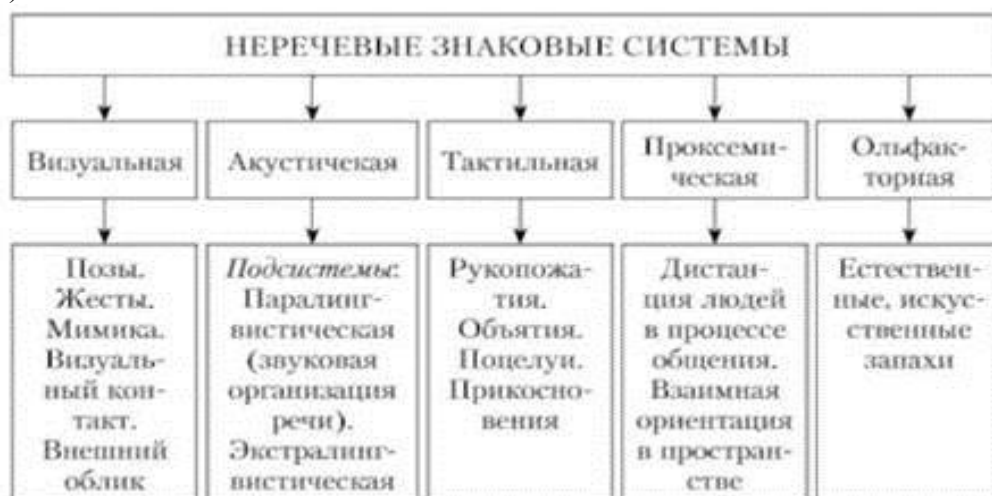 НЕРЕЧЕВЫЕ ЗНАКОВЫЕ СИСТЕМЫ
Визуальная
Акустичекая
Тактильная
Проксеми-
ческая
Ольфак-
торная
Позы.
Жесты.
Мимика.
Визуаль-
ный кон-
такт.
Внешний
облик
Подсистемы:
Паралинг-
вистическая
(звуковая
организация
речи).
Экстралинг-
вистическая
Рукопожа-
тия.
Объятия.
Поцелуи.
Прикосно-
вения
Дистан-
ция людей
в процессе
общения.
Взаимная
ориентация
в простран-
стве
Естествен-
ные, искус-
ственные
запахи